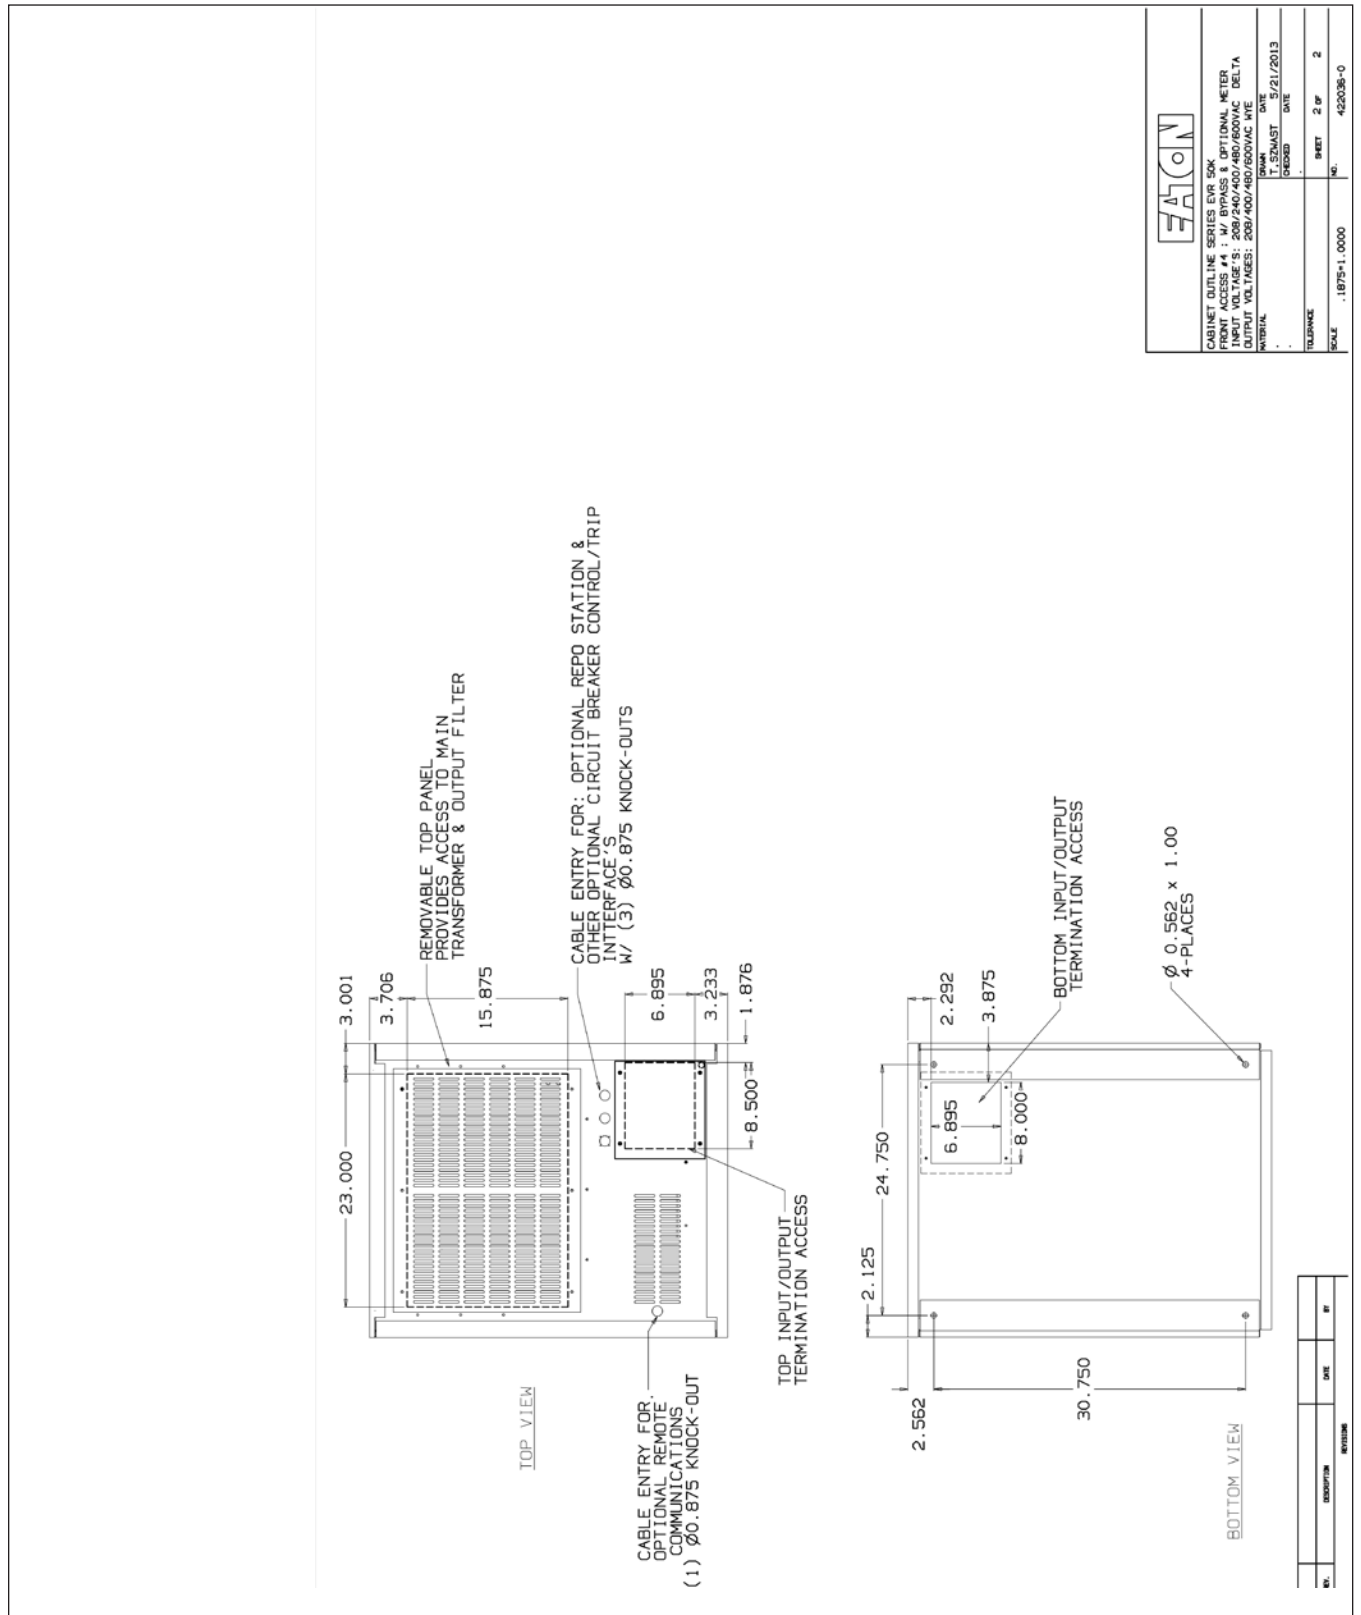 TOP VIEW
23.000
3.001
3.706
15.875
REMOVABLE TOP PANEL
PROVIDES ACCESS TO MAIN
TRANSFORMER & OUTPUT FILTER
CABLE ENTRY FOR: OPTIONAL REPO STATION &
OTHER OPTIONAL CIRCUIT BREAKER CONTROL/TRIP
INTTERFACE'S
W/ (3) Ø0.875 KNOCK-OUTS
6.895
3.233
1.876
8.500
CABLE ENTRY FOR.
OPTIONAL REMOTE
COMMUNICATIONS
(1) Ø0.875 KNOCK-OUT
TOP INPUT/OUTPUT
TERMINATION ACCESS
BOTTOM VIEW
2.125
24.750
2.292
3.875
6.895
8.000
2.562
30.750
BOTTOM INPUT/OUTPUT
TERMINATION ACCESS
Ø 0.562 x 1.00
4-PLACES
REV.
DESCRIPTION
DATE
BY
REVISIONS
EATON
CABINET OUTLINE SERIES EVR 50K
FRONT ACCESS #4 : W/ BYPASS & OPTIONAL METER
INPUT VOLTAGE'S: 208/240/400/480/600VAC DELTA
OUTPUT VOLTAGES: 208/400/480/600VAC WYE
MATERIAL
DRAWN DATE
T.SZWAST 5/21/2013
CHECKED DATE
TOLERANCE
SHEET 2 OF 2
SCALE
.1875=1.0000
NO.
422036-0